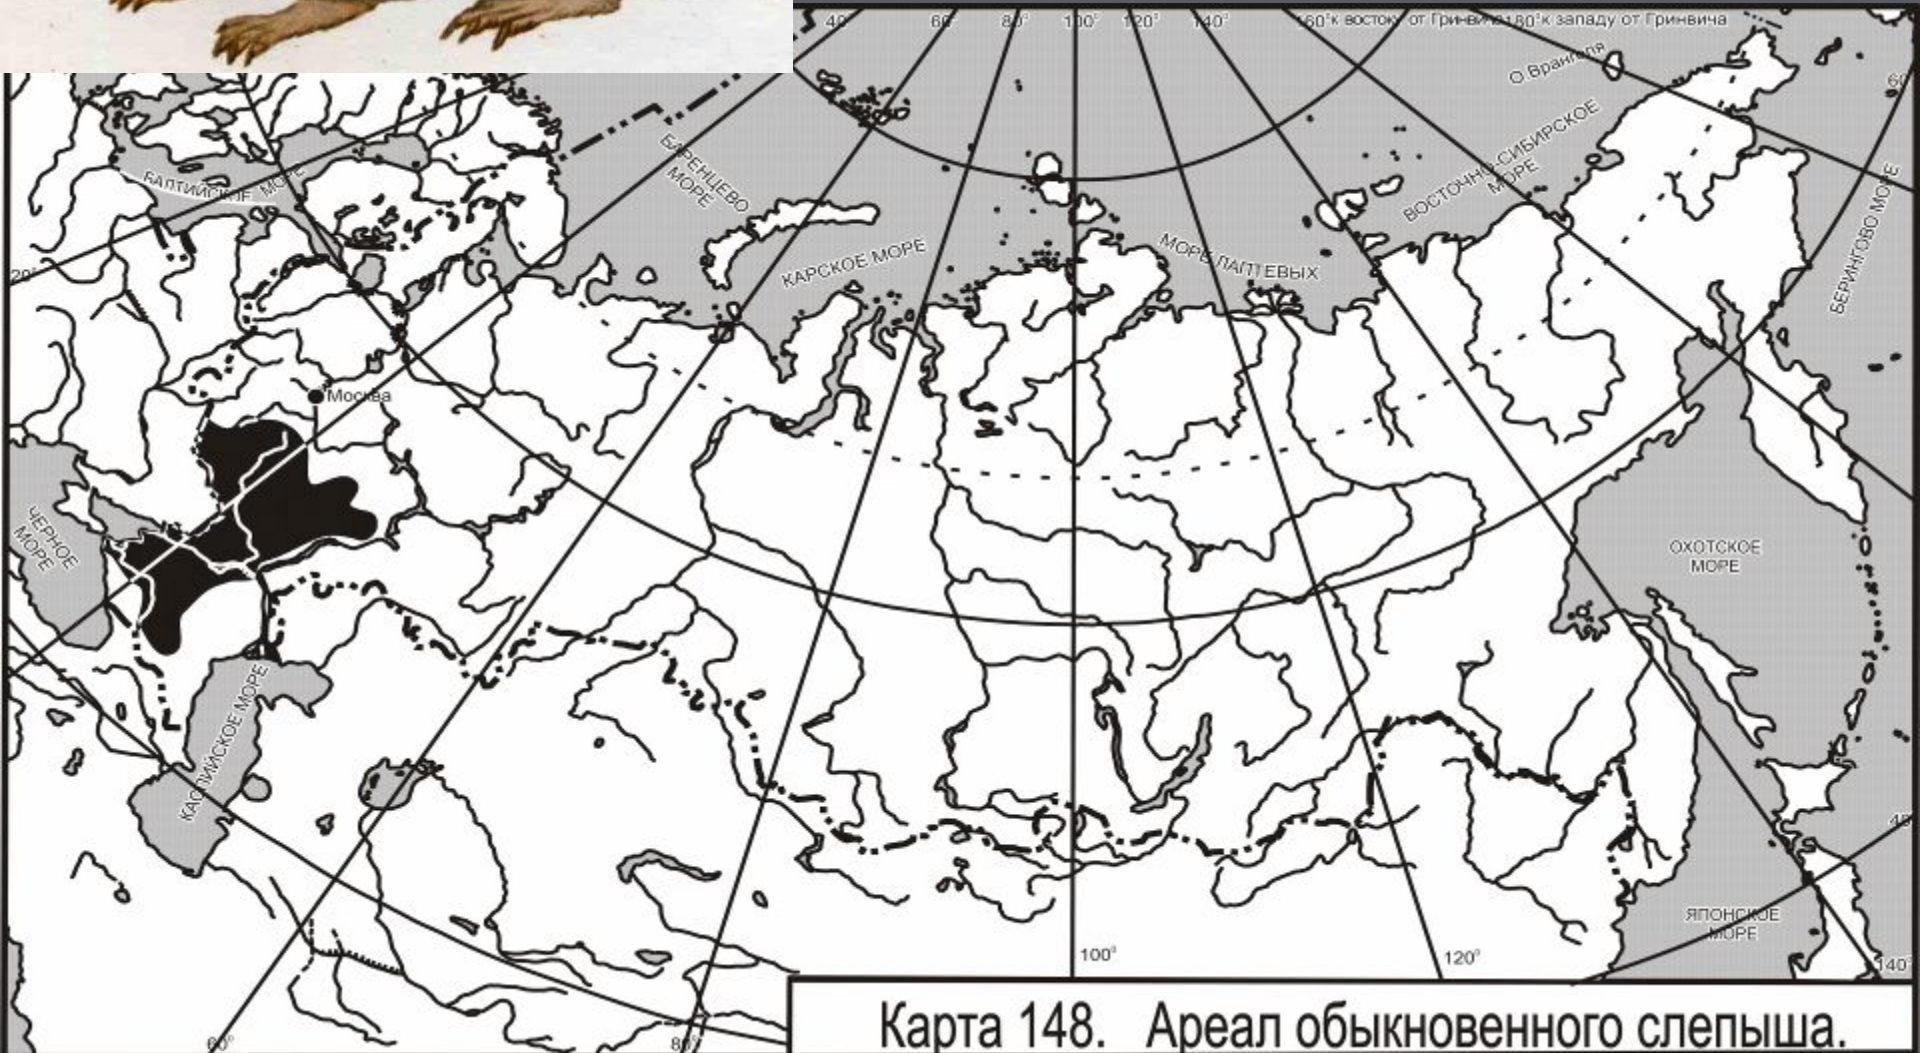 40°
60°
80°
100°
120°
140°
160° к востоку от Гринвича 180° к западу от Гринвича
О.Врангеля
60°
БАРЕНЦЕВО
МОРЕ
ВОСТОЧНО-СИБИРСКОЕ
МОРЕ
БАЛТИЙСКОЕ МОРЕ
БЕРИНГОВО МОРЕ
КАРСКОЕ МОРЕ
МОРЕ ЛАПТЕВЫХ
20°
Москва
ЧЕРНОЕ
МОРЕ
ОХОТСКОЕ
МОРЕ
КАСПИЙСКОЕ МОРЕ
40°
ЯПОНСКОЕ
МОРЕ
100°
120°
140°
60°
80°
Карта 148. Ареал обыкновенного слепыша.